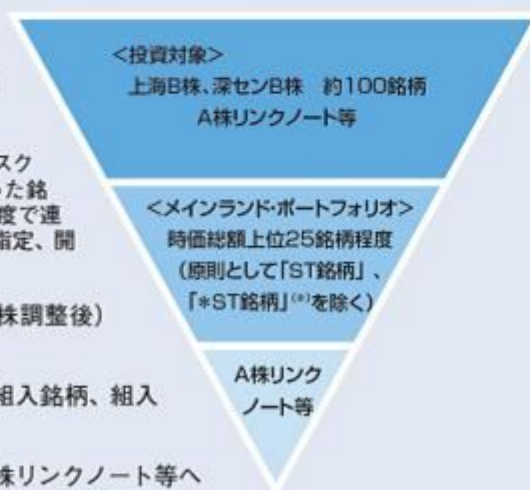 <投資対象>
上海B株、深センB株　約100銘柄
A株リンクノート等
<メインランド・ポートフォリオ>
時価総額上位25銘柄程度
(原則として「ST銘柄」、
「*ST銘柄」(*)を除く)
A株リンク
ノート等
スク
った銘
度で連
指定、開
株調整後)
組入銘柄、組入
株リンクノート等へ